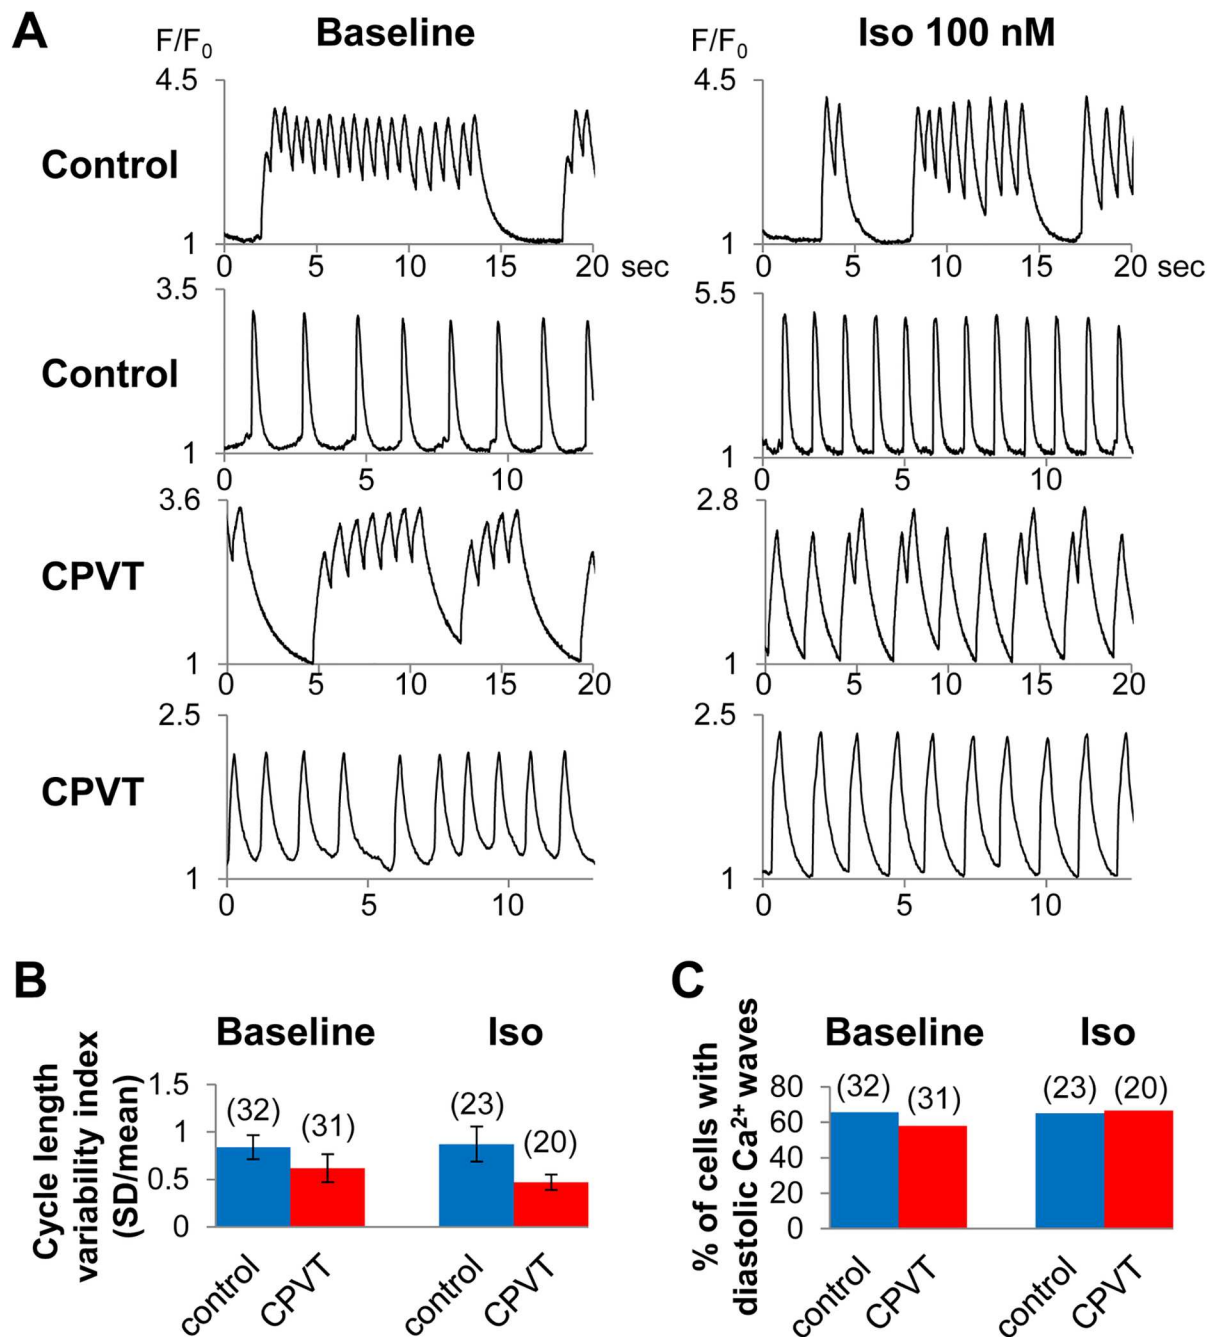 A
Baseline
Iso 100 nM
F/F0
F/F0
4.5
4.5
Control
1
1
0 5 10 15 20 sec
0 5 10 15 20 sec
3.5
5.5
Control
1
1
0 5 10
0 5 10
3.6
2.8
CPVT
1
1
0 5 10 15 20
0 5 10 15 20
2.5
2.5
CPVT
1
1
0 5 10
0 5 10
B
Baseline
Iso
Cycle length
variability index
(SD/mean)
1.5
1
0.5
0
(32)
(31)
(23)
(20)
control
CPVT
control
CPVT
C
Baseline
Iso
% of cells with
diastolic Ca2+ waves
80
60
40
20
0
(32)
(31)
(23)
(20)
control
CPVT
control
CPVT